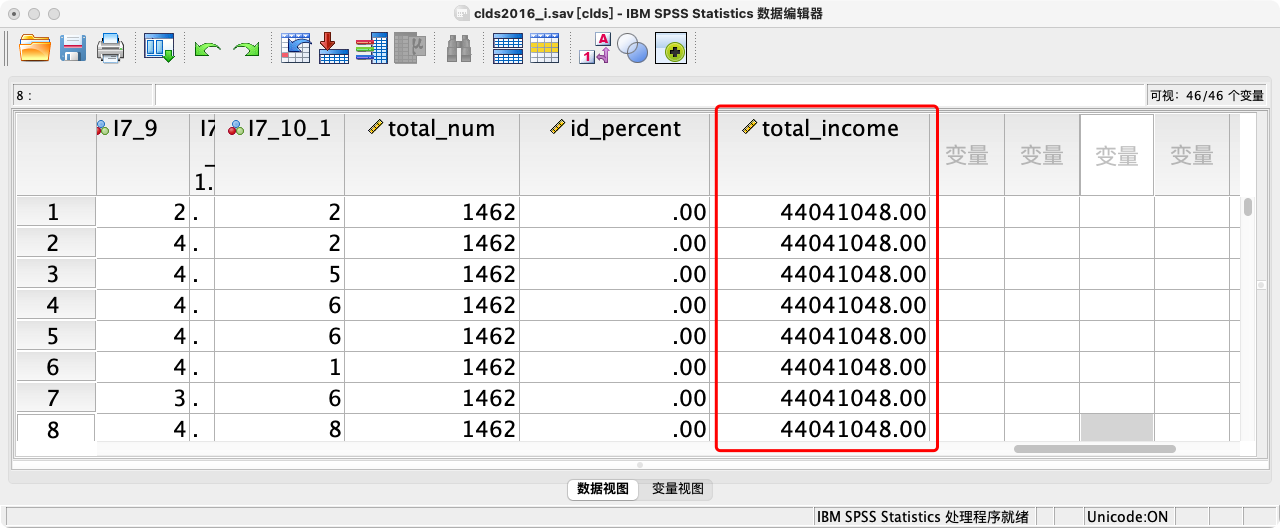 clds2016_i.sav [clds] - IBM SPSS Statistics 数据编辑器
A
1
μ
8 :
可视: 46/46 个变量
I7_9 I7_1. I7_10_1 total_num id_percent total_income 变量 变量 变量 变量
1 2 . 2 1462 .00 44041048.00
2 4 . 2 1462 .00 44041048.00
3 4 . 5 1462 .00 44041048.00
4 4 . 6 1462 .00 44041048.00
5 4 . 6 1462 .00 44041048.00
6 4 . 1 1462 .00 44041048.00
7 3 . 6 1462 .00 44041048.00
8 4 . 8 1462 .00 44041048.00
数据视图 变量视图
IBM SPSS Statistics 处理程序就绪 Unicode:ON